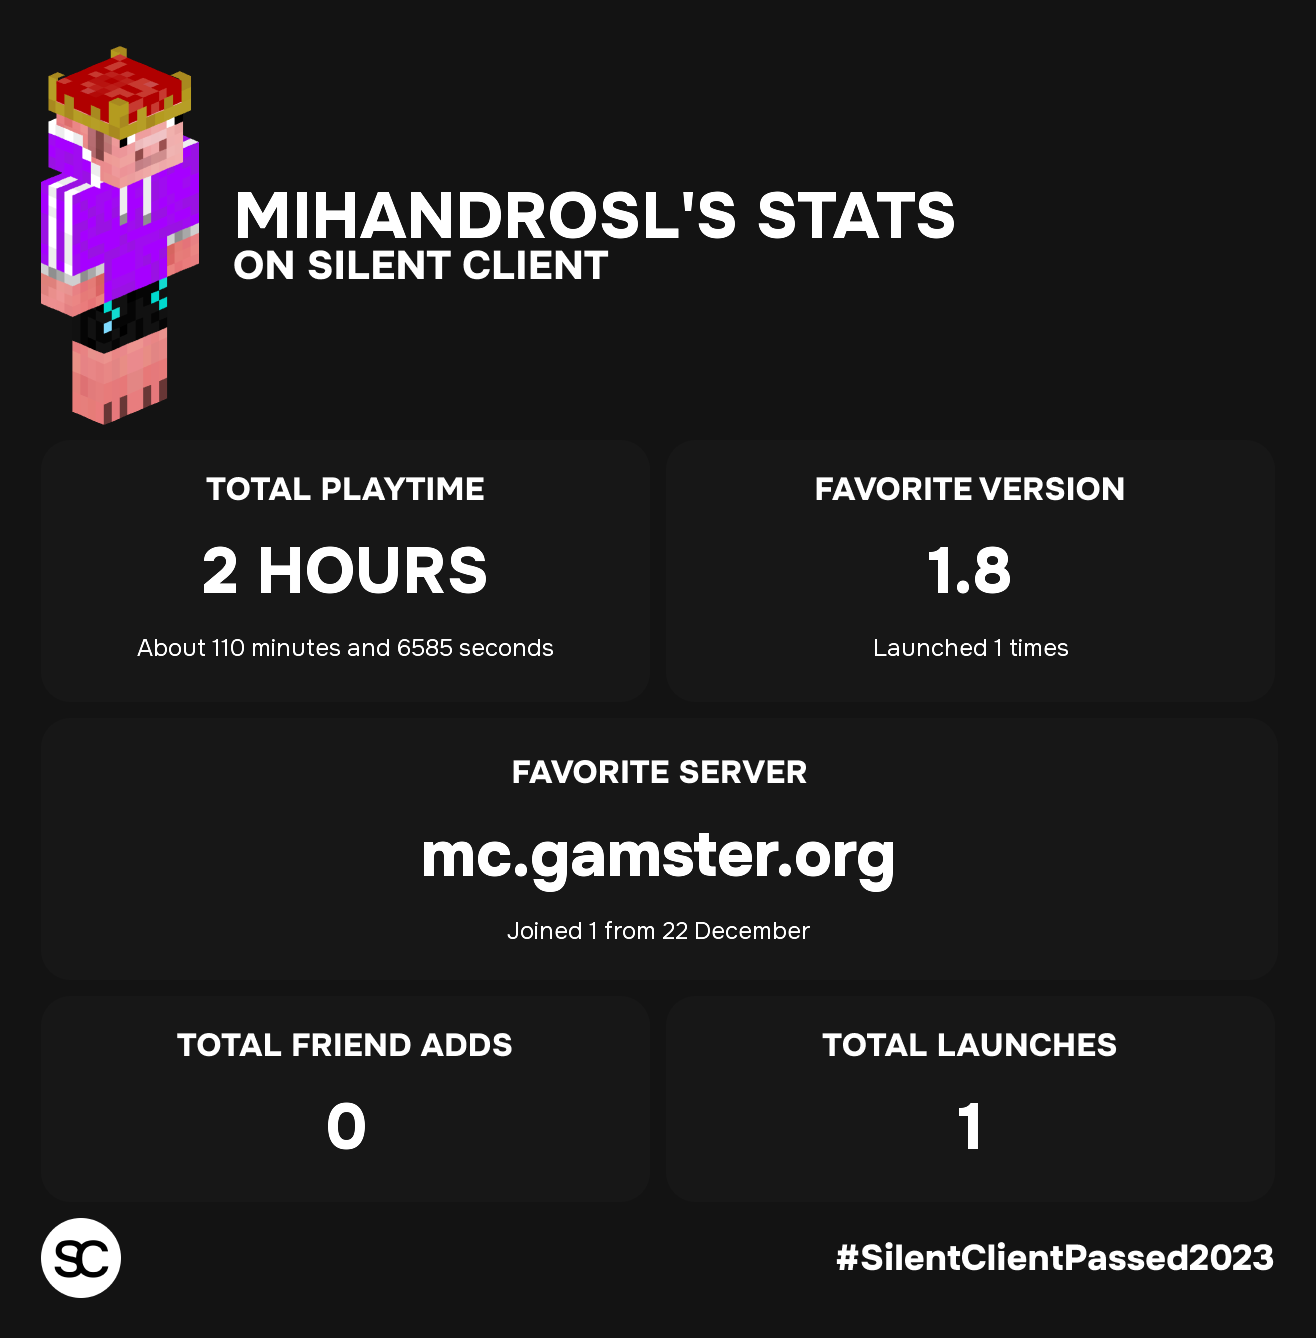 MIHANDROSL'S STATS
ON SILENT CLIENT
TOTAL PLAYTIME
2 HOURS
About 110 minutes and 6585 seconds
FAVORITE VERSION
1.8
Launched 1 times
FAVORITE SERVER
mc.gamster.org
Joined 1 from 22 December
TOTAL FRIEND ADDS
0
TOTAL LAUNCHES
1
SC
#SilentClientPassed2023